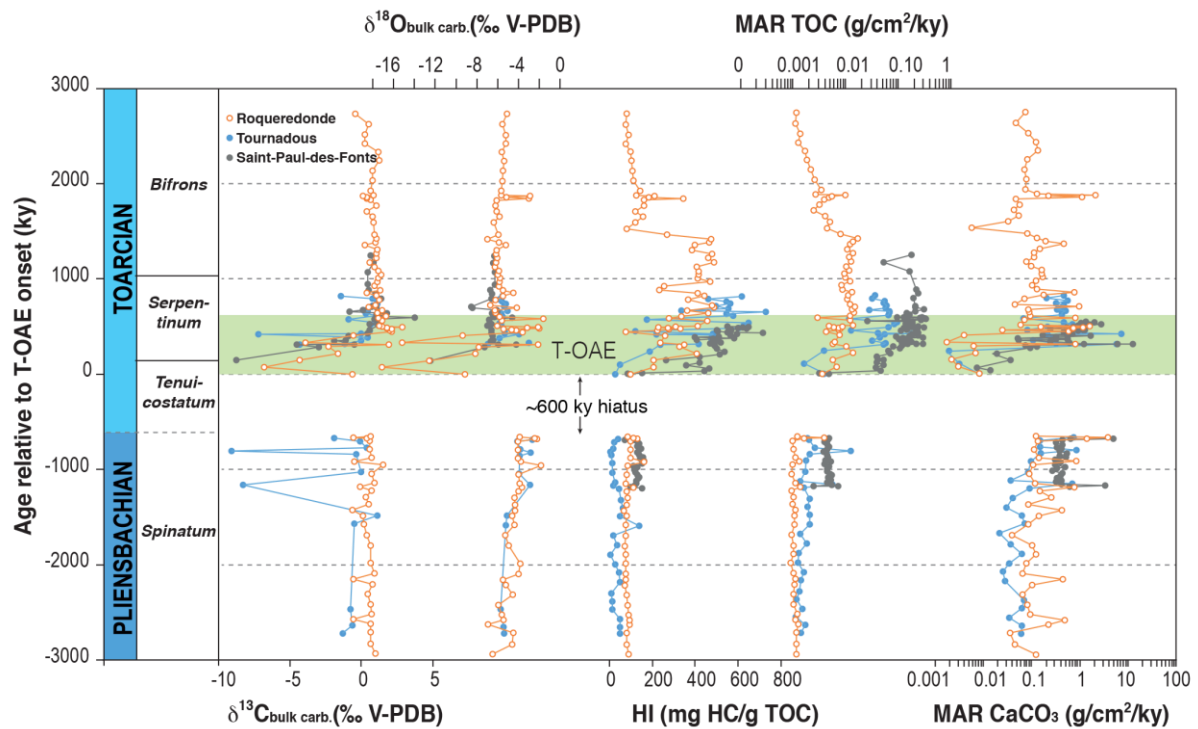 δ18Obulk carb.(‰ V-PDB) MAR TOC (g/cm2/ky)
-16 -12 -8 -4 0 0 0.001 0.01 0.10 1
3000
Roqueredonde
Tournadous
Saint-Paul-des-Fonts
Bifrons
2000
TOARCIAN
1000
Serpen-
tinum
T-OAE
0
Tenui-
costatum
~600 ky hiatus
Age relative to T-OAE onset (ky)
PLIENSBACHIAN
-1000
Spinatum
-2000
-3000
-10 -5 0 5 0 200 400 600 800 0.001 0.01 0.1 1 10 100
δ13Cbulk carb.(‰ V-PDB) HI (mg HC/g TOC) MAR CaCO3 (g/cm2/ky)